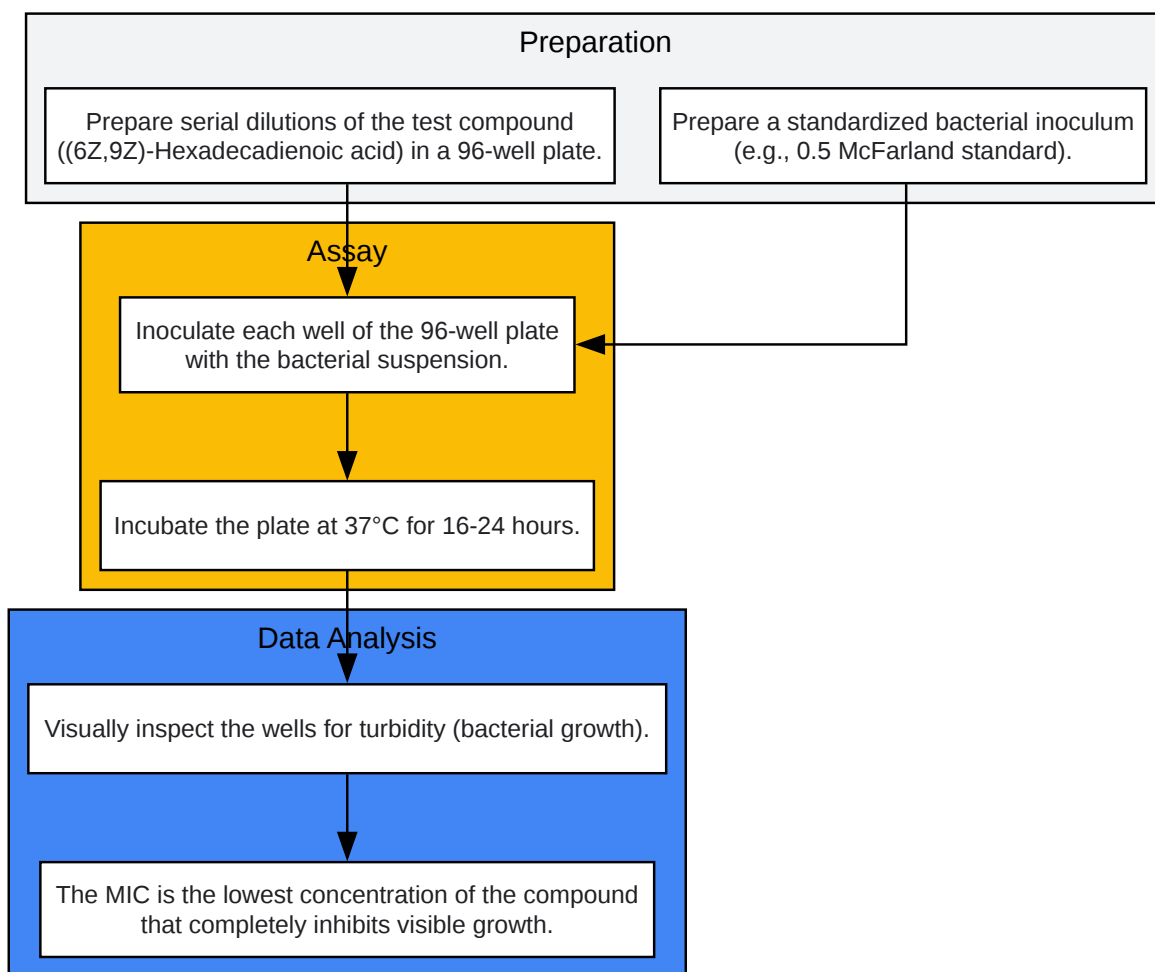 Preparation
Prepare serial dilutions of the test compound
((6Z,9Z)-Hexadecadienoic acid) in a 96-well plate.
Prepare a standardized bacterial inoculum
(e.g., 0.5 McFarland standard).
Assay
Inoculate each well of the 96-well plate
with the bacterial suspension.
Incubate the plate at 37°C for 16-24 hours.
Data Analysis
Visually inspect the wells for turbidity (bacterial growth).
The MIC is the lowest concentration of the compound
that completely inhibits visible growth.